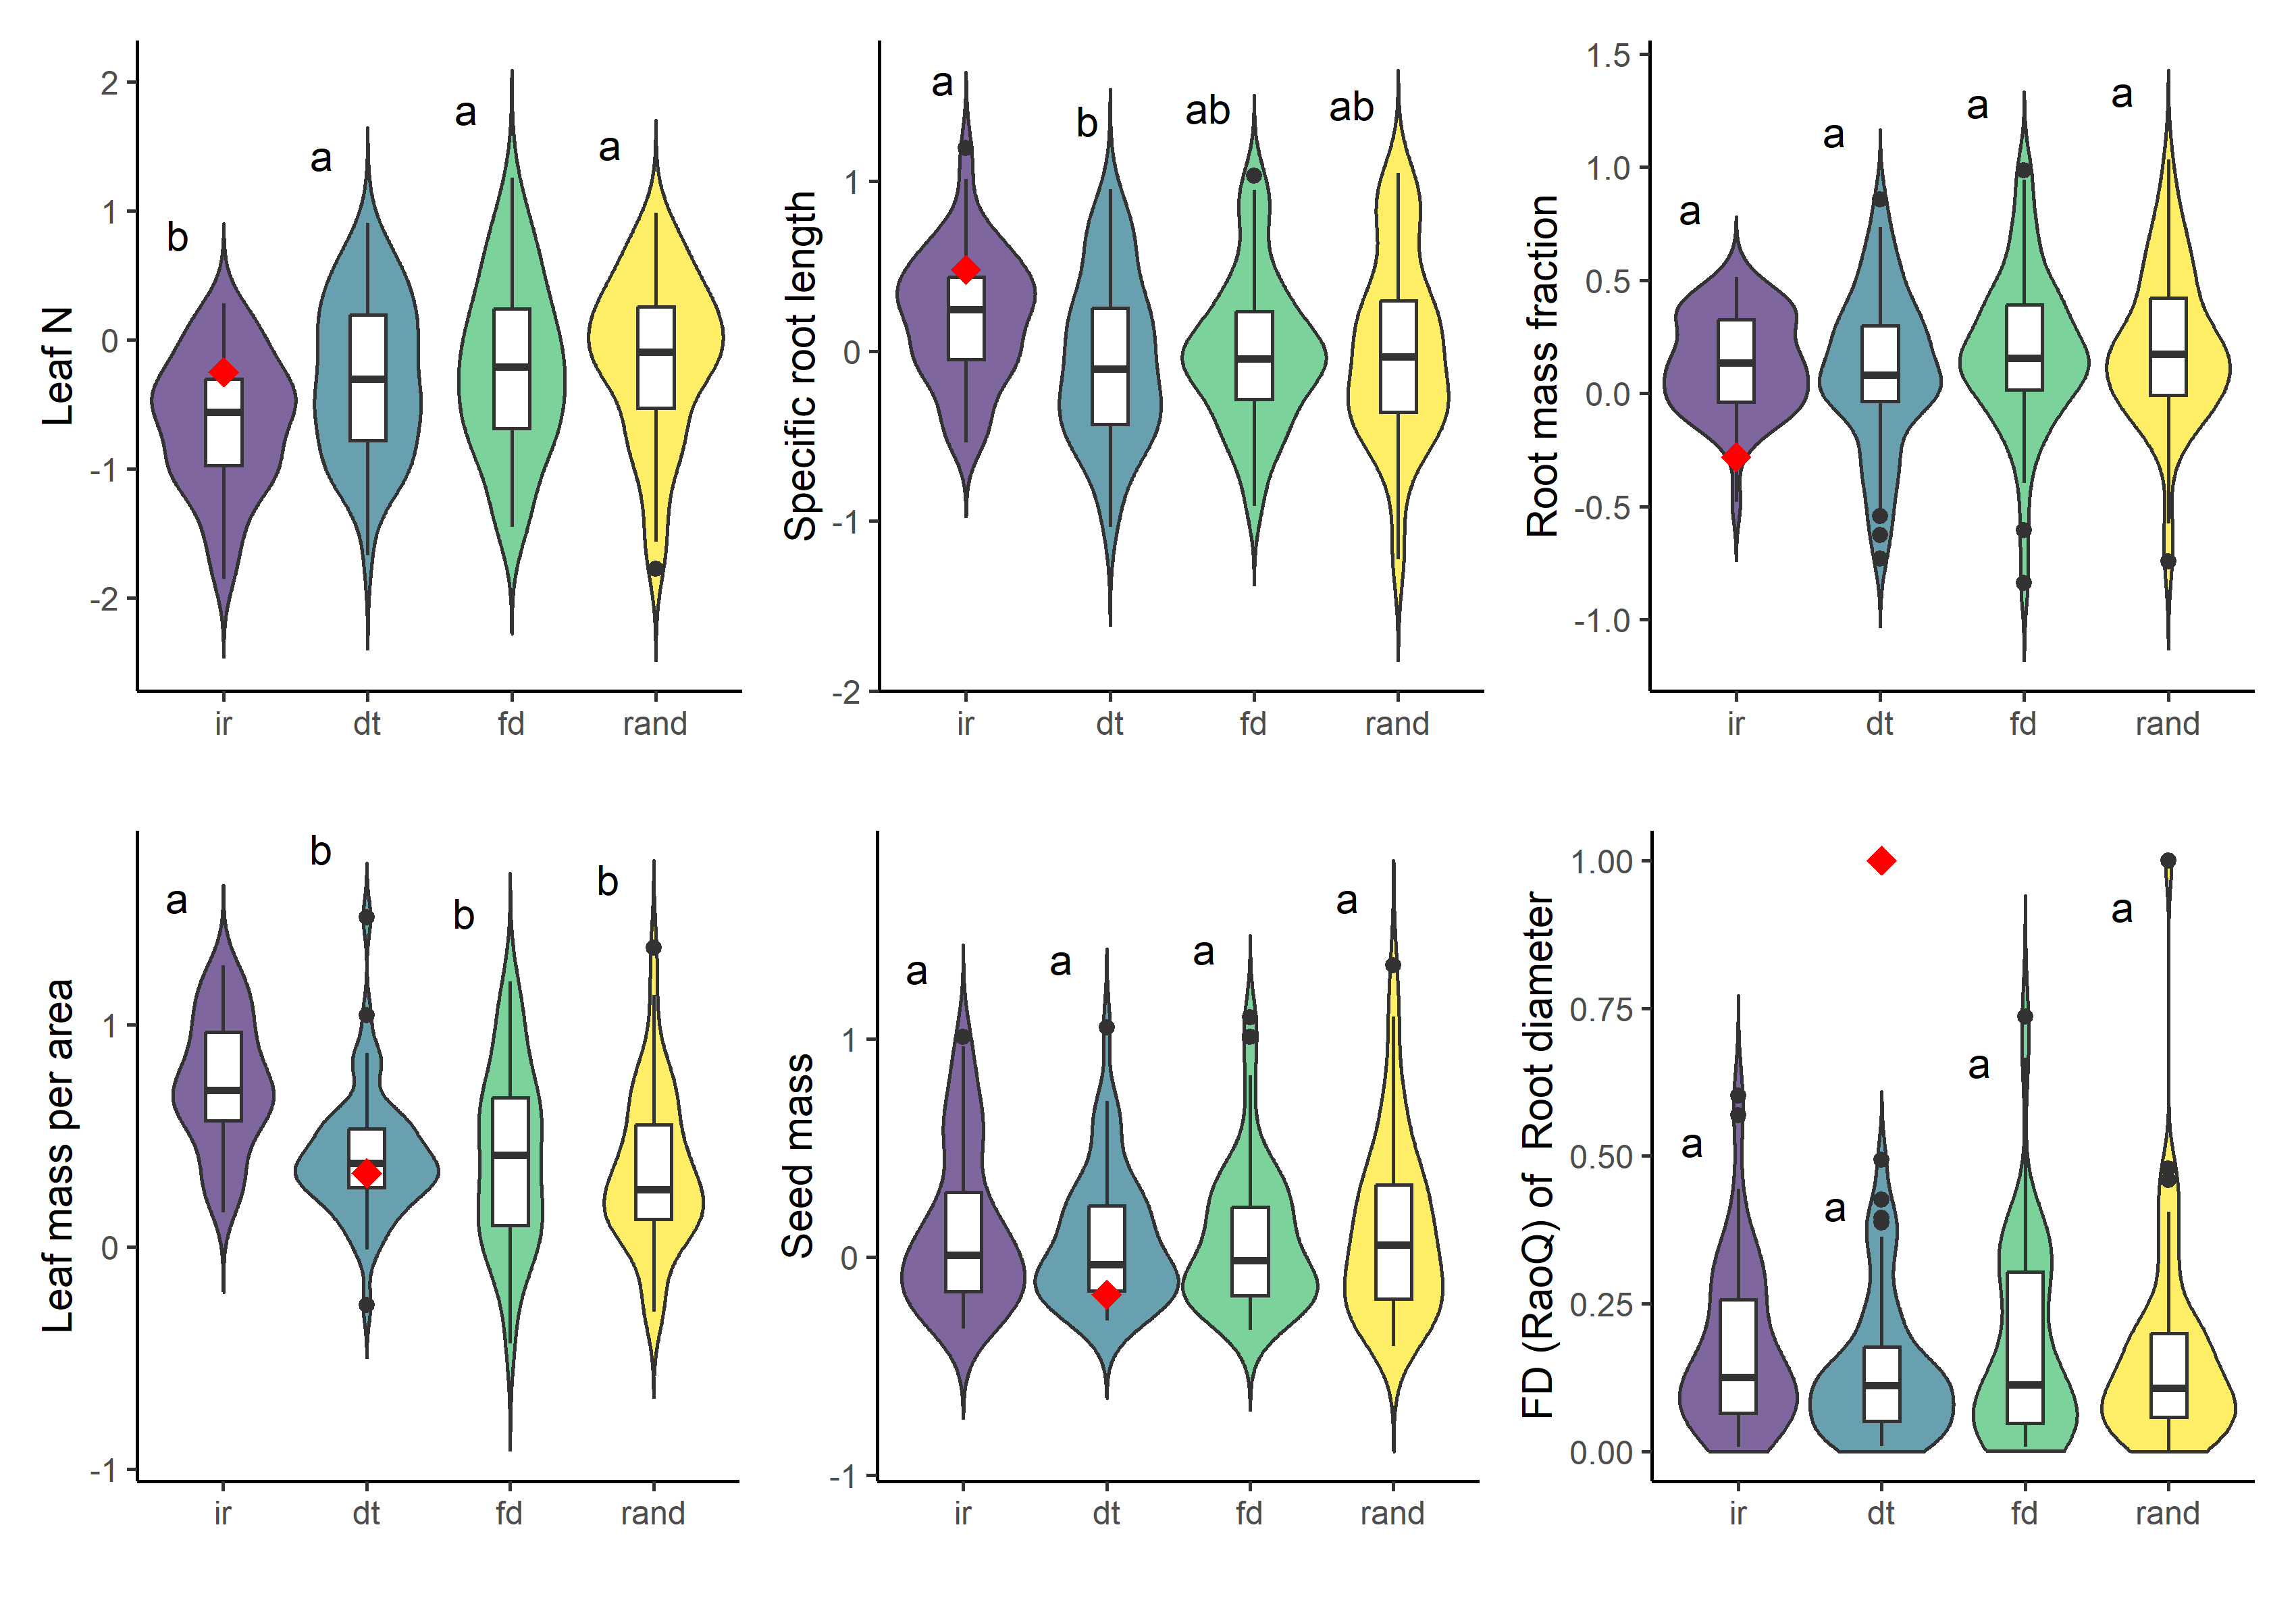 Leaf N
2
1
0
-1
-2
b
a
a
a
ir
dt
fd
rand
Specific root length
1
0
-1
-2
a
b
ab
ab
ir
dt
fd
rand
Root mass fraction
1.5
1.0
0.5
0.0
-0.5
-1.0
a
a
a
a
ir
dt
fd
rand
Leaf mass per area
1
0
-1
a
b
b
b
ir
dt
fd
rand
Seed mass
1
0
-1
a
a
a
a
ir
dt
fd
rand
FD (RaoQ) of Root diameter
1.00
0.75
0.50
0.25
0.00
a
a
a
a
ir
dt
fd
rand